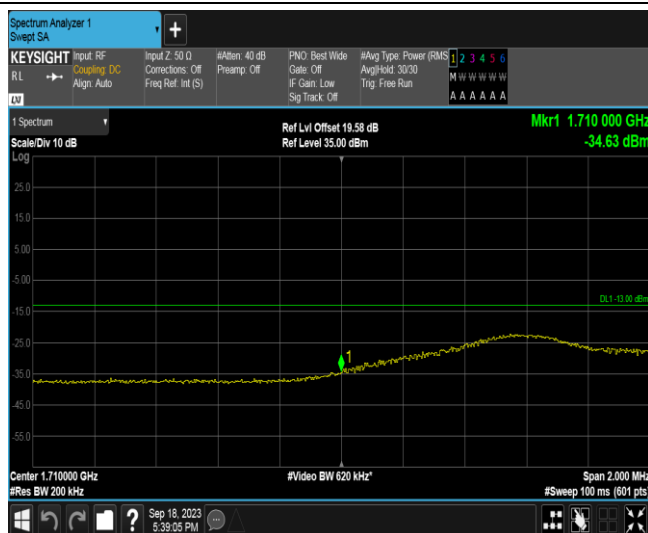 Spectrum Analyzer 1
Swept SA
+
KEYSIGHT
RL
Input: RF
Coupling: DC
Align: Auto
Input Z: 50 Ω
Corrections: Off
Freq Ref: Int (S)
#Atten: 40 dB
Preamp: Off
PNO: Best Wide
Gate: Off
IF Gain: Low
Sig Track: Off
#Avg Type: Power (RMS
Avg|Hold: 30/30
Trig: Free Run
1 2 3 4 5 6
M W W W W W
A A A A A A
LXI
1 Spectrum
Scale/Div 10 dB
Ref Lvl Offset 19.58 dB
Ref Level 35.00 dBm
Mkr1 1.710 000 GHz
-34.63 dBm
Log
25.0
15.0
5.00
-5.00
DL1 -13.00 dBm
-15.0
-25.0
1
-35.0
-45.0
-55.0
Center 1.710000 GHz
#Res BW 200 kHz
#Video BW 620 kHz*
Span 2.000 MHz
#Sweep 100 ms (601 pts)
?
Sep 18, 2023
5:39:05 PM